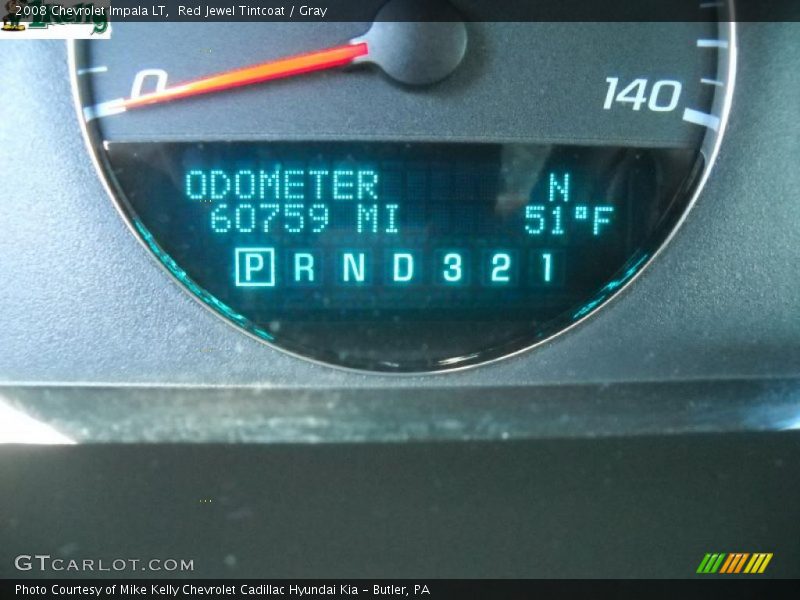 2008 Chevrolet Impala LT,  Red Jewel Tintcoat / Gray
Kelly
0
140
ODOMETER N
60759 MI 51°F
P R N D 3 2 1
GTCARLOT.COM
Photo Courtesy of Mike Kelly Chevrolet Cadillac Hyundai Kia – Butler, PA